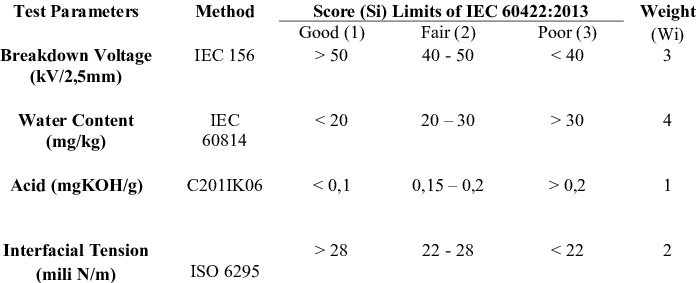 Test Parameters Method Score (Si) Limits of IEC 60422:2013 Weight
Good (1) Fair (2) Poor (3) (Wi)
Breakdown Voltage IEC 156 > 50 40 - 50 < 40 3
(kV/2,5mm)
Water Content IEC < 20 20 – 30 > 30 4
(mg/kg) 60814
Acid (mgKOH/g) C201IK06 < 0,1 0,15 – 0,2 > 0,2 1
Interfacial Tension > 28 22 - 28 < 22 2
(mili N/m) ISO 6295